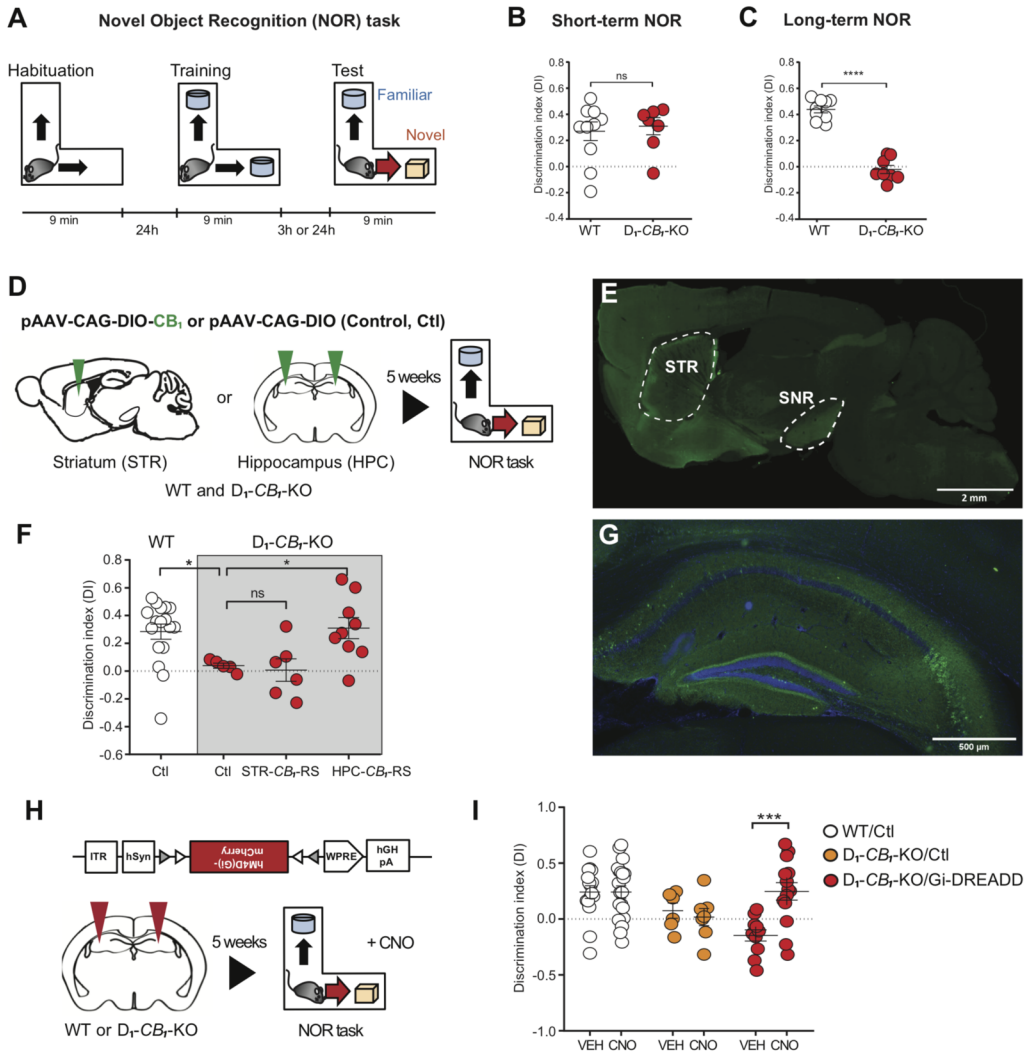 A
Novel Object Recognition (NOR) task
Habituation
Training
Test
Familiar
Novel
9 min
24h
9 min
3h or 24h
9 min
B
Short-term NOR
Discrimination index (DI)
0.8
0.6
0.4
0.2
0.0
0.2
-0.4
ns
WT
D₁-CB₁-KO
C
Long-term NOR
Discrimination index (DI)
0.8
0.6
0.4
0.2
0.0
0.2
-0.4
****
WT
D₁-CB₁-KO
D
pAAV-CAG-DIO-CB₁ or pAAV-CAG-DIO (Control, Ctl)
or
5 weeks
Striatum (STR)
Hippocampus (HPC)
NOR task
WT and D₁-CB₁-KO
E
STR
SNR
2 mm
F
WT
D₁-CB₁-KO
Discrimination index (DI)
0.8
0.6
0.4
0.2
0.0
-0.2
-0.4
-0.6
*
*
ns
Ctl
Ctl
STR-CB₁-RS
HPC-CB₁-RS
G
500 µm
H
ITR
hSyn
hM4D(Gi)-
mCherry
WPRE
hGH
pA
5 weeks
+ CNO
WT or D₁-CB₁-KO
NOR task
I
Discrimination index (DI)
1.0
0.5
0.0
-0.5
-1.0
***
WT/Ctl
D₁-CB₁-KO/Ctl
D₁-CB₁-KO/Gi-DREADD
VEH CNO
VEH CNO
VEH CNO